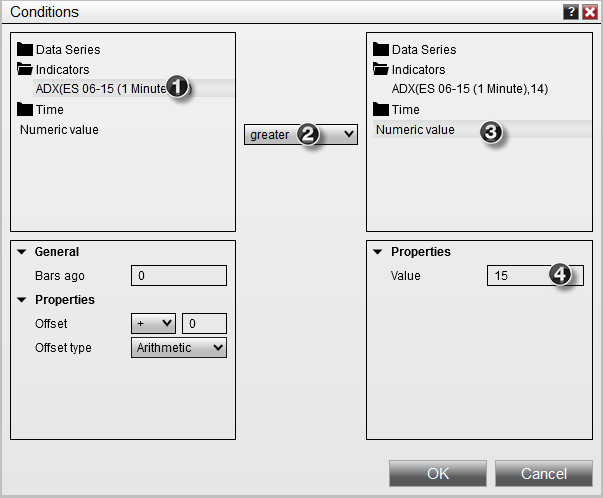 Conditions
?
Data Series
Indicators
ADX(ES 06-15 (1 Minute
1
Time
Numeric value
greater
2
Data Series
Indicators
ADX(ES 06-15 (1 Minute),14)
Time
Numeric value
3
General
Bars ago
0
Properties
Offset
+
0
Offset type
Arithmetic
Properties
Value
15
4
OK
Cancel